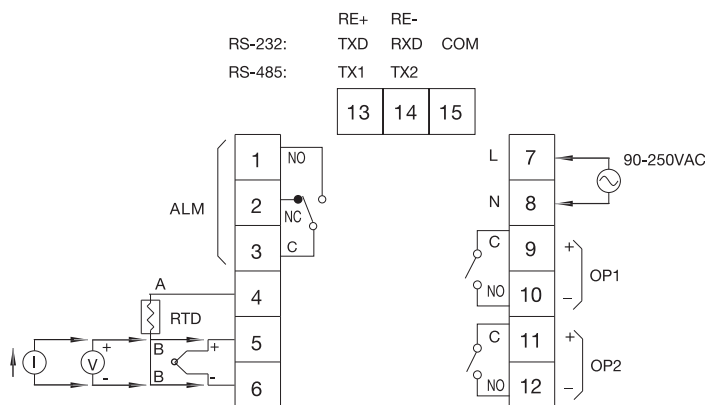 RE+ RE-
RS-232: TXD RXD COM
RS-485: TX1 TX2
13 14 15
ALM
1 NO
2 NC
3 C
A 4
RTD
I V + B + 5
- B - 6
L 7 90-250VAC
N 8
C 9 +
OP1
NO 10 –
C 11 +
OP2
NO 12 –